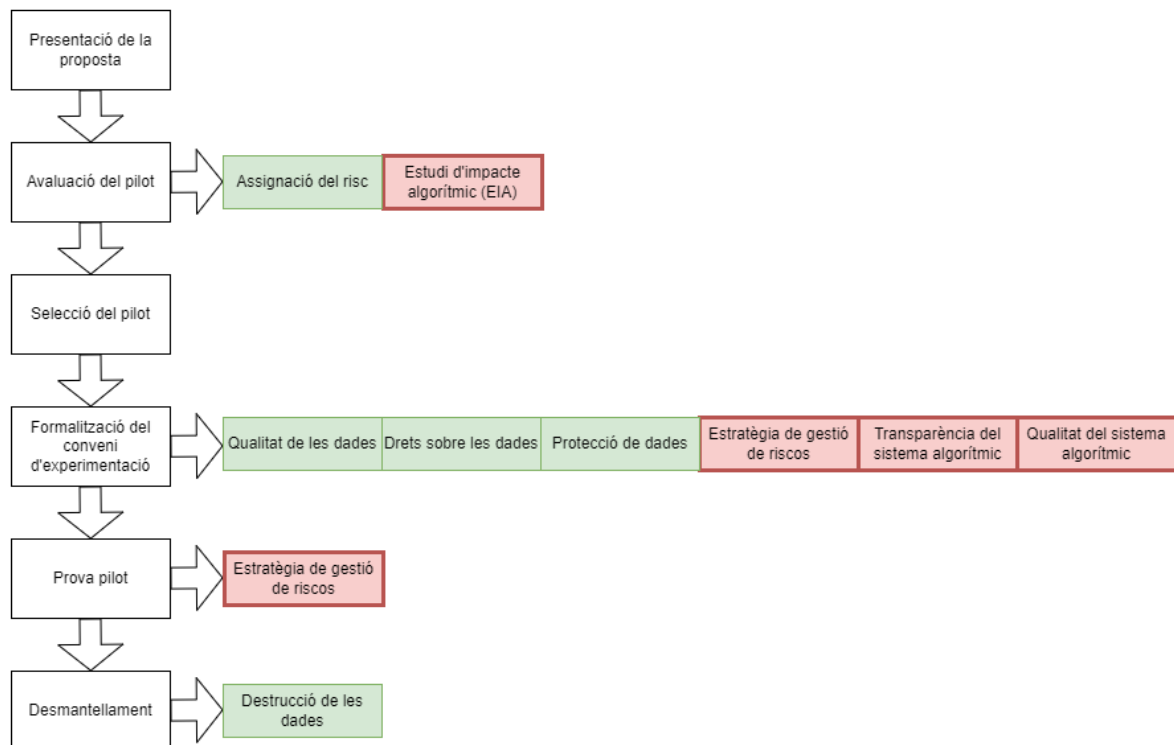 Presentació de la
proposta
Avaluació del pilot
Assignació del risc
Estudi d'impacte
algorítmic (EIA)
Selecció del pilot
Formalització del
conveni
d'experimentació
Qualitat de les dades
Drets sobre les dades
Protecció de dades
Estratègia de gestió
de riscos
Transparència del
sistema algorítmic
Qualitat del sistema
algorítmic
Prova pilot
Estratègia de gestió
de riscos
Desmantellament
Destrucció de les
dades